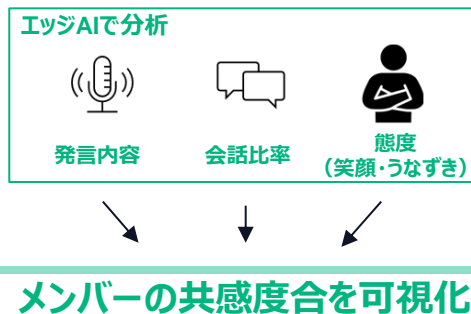 エッジAIで分析
発言内容
会話比率
態度
（笑顔・うなずき）
メンバーの共感度合を可視化